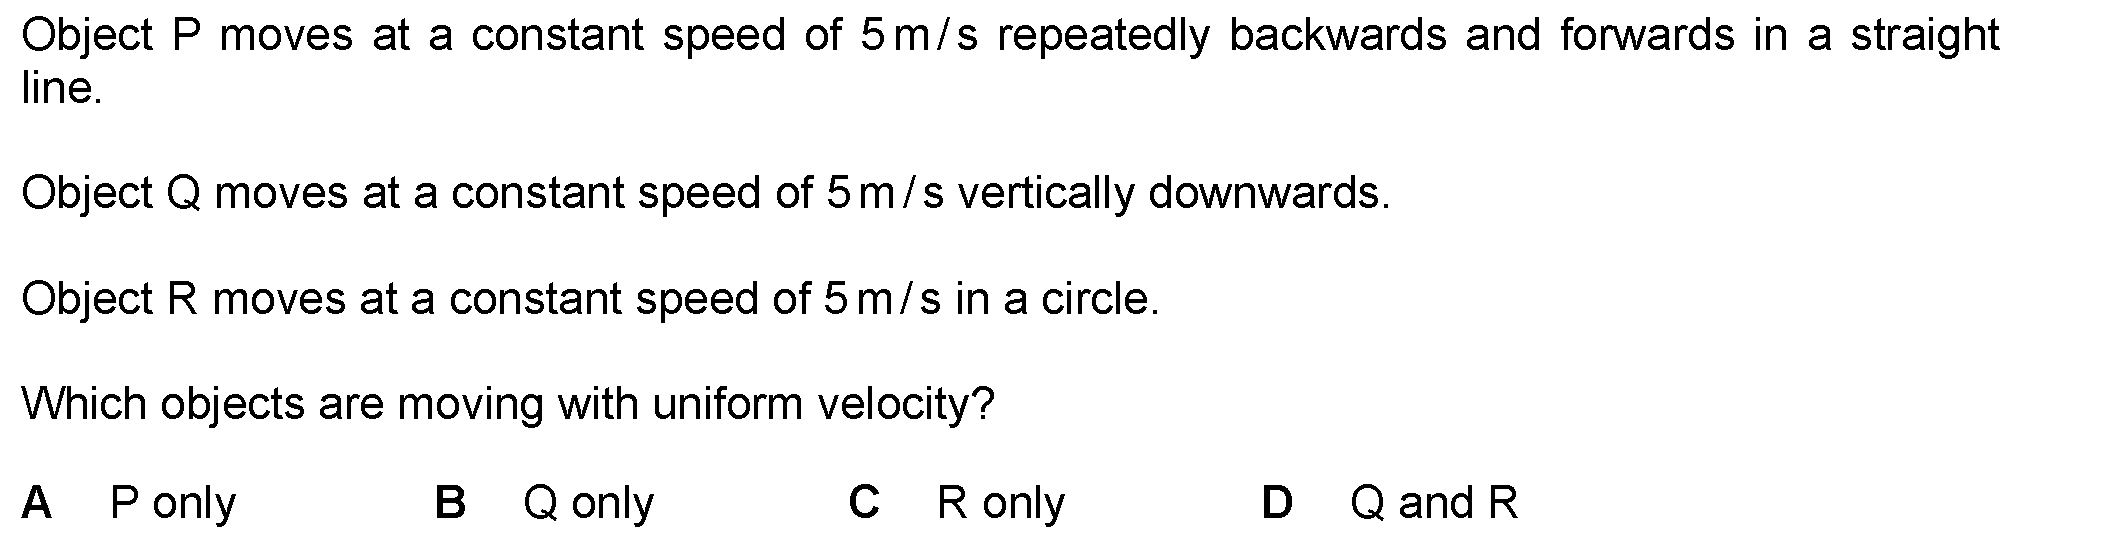 Object P moves at a constant speed of 5 m / s repeatedly backwards and forwards in a straight
line.
Object Q moves at a constant speed of 5 m / s vertically downwards.
Object R moves at a constant speed of 5 m / s in a circle.
Which objects are moving with uniform velocity?
A P only B Q only C R only D Q and R